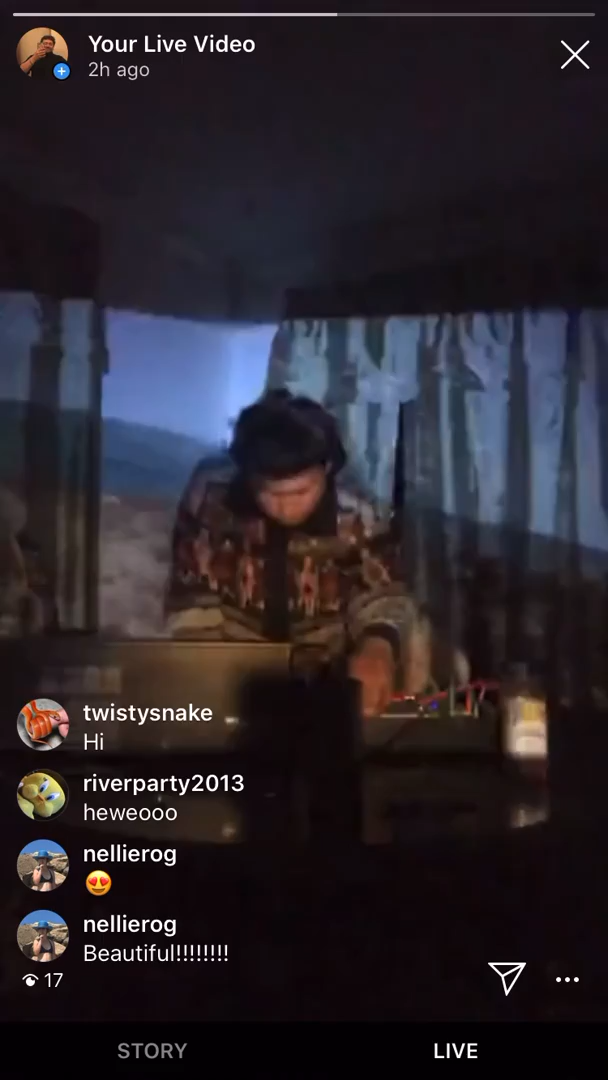 Your Live Video
2h ago
twistysnake
Hi
riverparty2013
heweooo
nellierog
😍
nellierog
Beautiful!!!!!!!!
17
STORY
LIVE